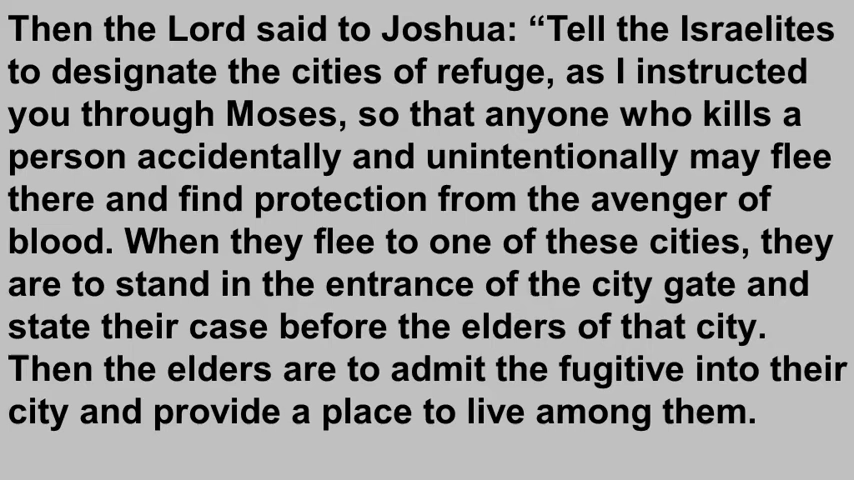 Then the Lord said to Joshua: “Tell the Israelites
to designate the cities of refuge, as I instructed
you through Moses, so that anyone who kills a
person accidentally and unintentionally may flee
there and find protection from the avenger of
blood. When they flee to one of these cities, they
are to stand in the entrance of the city gate and
state their case before the elders of that city.
Then the elders are to admit the fugitive into their
city and provide a place to live among them.